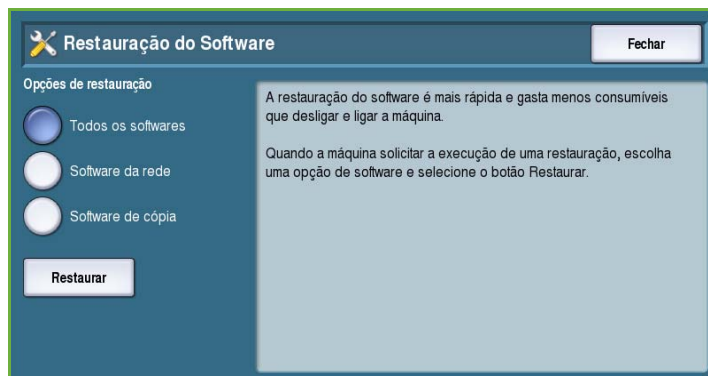 Restauração do Software
Fechar
Opções de restauração
Todos os softwares
Software da rede
Software de cópia
Restaurar
A restauração do software é mais rápida e gasta menos consumíveis
que desligar e ligar a máquina.
Quando a máquina solicitar a execução de uma restauração, escolha
uma opção de software e selecione o botão Restaurar.